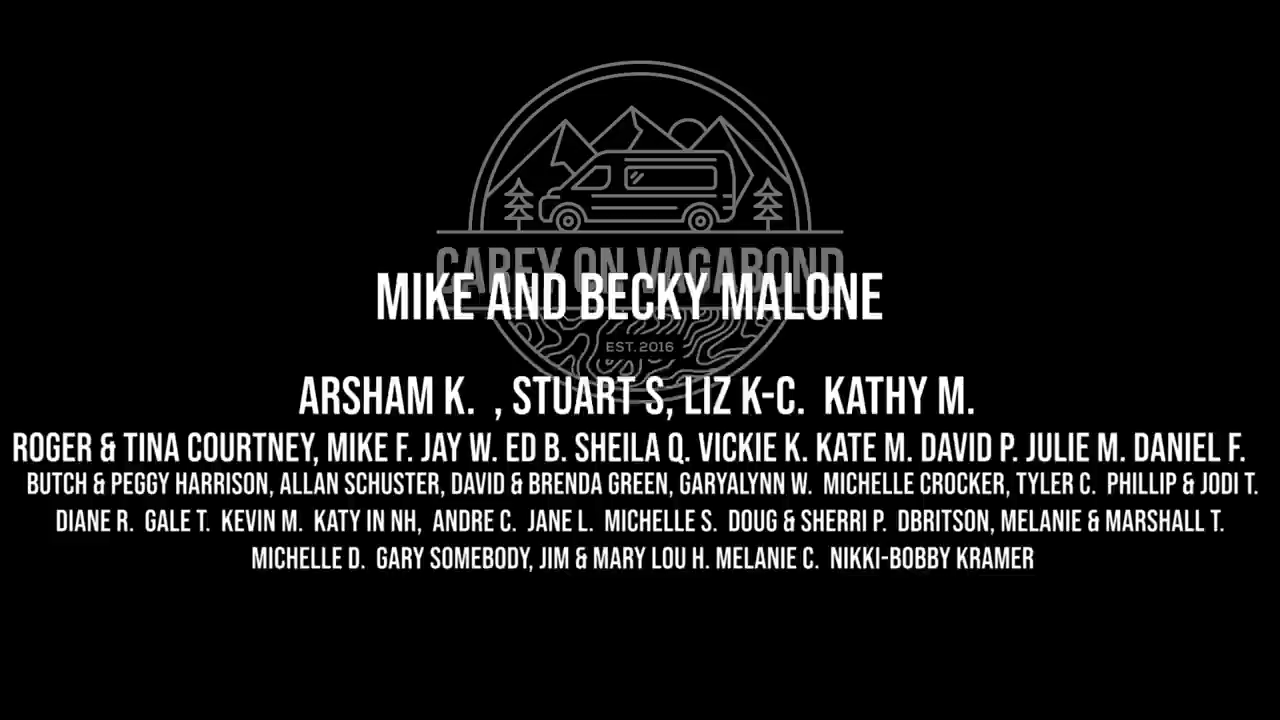 CAREY ON VAGABOND
MIKE AND BECKY MALONE
EST. 2016
ARSHAM K.  , STUART S, LIZ K-C.  KATHY M.
ROGER & TINA COURTNEY, MIKE F. JAY W. ED B. SHEILA Q. VICKIE K. KATE M. DAVID P. JULIE M. DANIEL F.
BUTCH & PEGGY HARRISON, ALLAN SCHUSTER, DAVID & BRENDA GREEN, GARYALYNN W.  MICHELLE CROCKER, TYLER C.  PHILLIP & JODI T.
DIANE R.  GALE T.  KEVIN M.  KATY IN NH,  ANDRE C.  JANE L.  MICHELLE S.  DOUG & SHERRI P.  DBRITSON, MELANIE & MARSHALL T.
MICHELLE D.  GARY SOMEBODY, JIM & MARY LOU H. MELANIE C.  NIKKI-BOBBY KRAMER